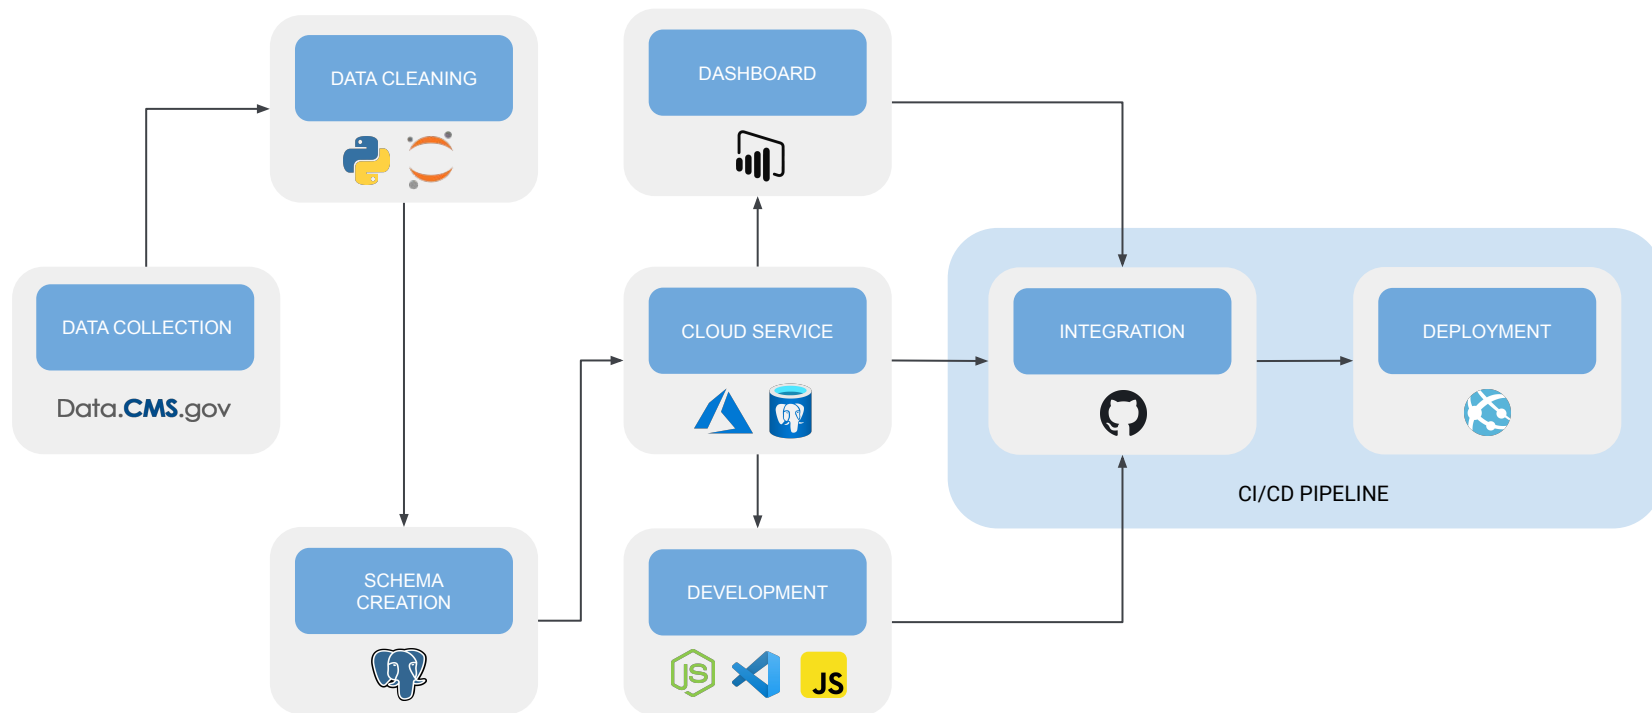 DATA CLEANING
DASHBOARD
DATA COLLECTION
Data.CMS.gov
CLOUD SERVICE
INTEGRATION
DEPLOYMENT
CI/CD PIPELINE
SCHEMA
CREATION
DEVELOPMENT
JS
JS